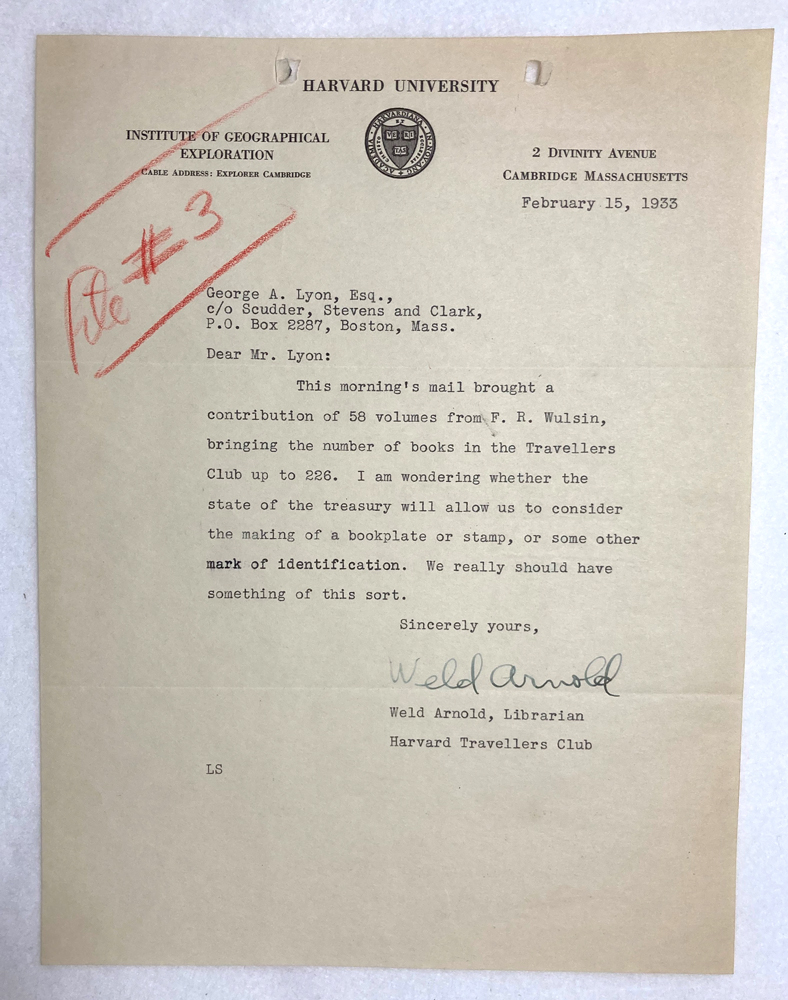 HARVARD UNIVERSITY
INSTITUTE OF GEOGRAPHICAL
EXPLORATION
CABLE ADDRESS: EXPLORER CAMBRIDGE
VE RI
TAS
2 DIVINITY AVENUE
CAMBRIDGE MASSACHUSETTS
February 15, 1933
File #3
George A. Lyon, Esq.,
c/o Scudder, Stevens and Clark,
P.O. Box 2287, Boston, Mass.
Dear Mr. Lyon:
This morning's mail brought a
contribution of 58 volumes from F. R. Wulsin,
bringing the number of books in the Travellers
Club up to 226. I am wondering whether the
state of the treasury will allow us to consider
the making of a bookplate or stamp, or some other
mark of identification. We really should have
something of this sort.
Sincerely yours,
Weld Arnold
Weld Arnold, Librarian
Harvard Travellers Club
LS